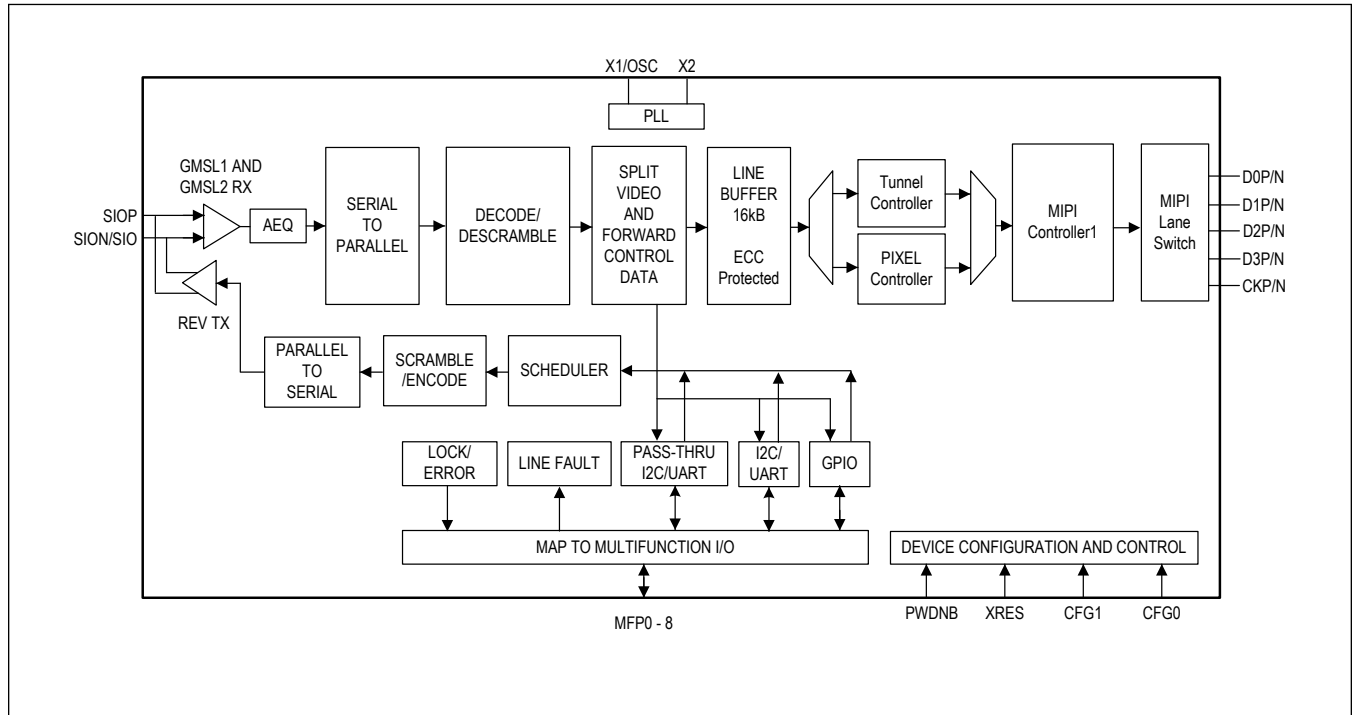 X1/OSC X2
PLL
GMSL1 AND
GMSL2 RX
SIOP
SION/SIO
AEQ
SERIAL
TO
PARALLEL
DECODE/
DESCRAMBLE
SPLIT
VIDEO
AND
FORWARD
CONTROL
DATA
LINE
BUFFER
16kB
ECC
Protected
Tunnel
Controller
PIXEL
Controller
MIPI
Controller1
MIPI
Lane
Switch
D0P/N
D1P/N
D2P/N
D3P/N
CKP/N
REV TX
PARALLEL
TO
SERIAL
SCRAMBLE
/ENCODE
SCHEDULER
LOCK/
ERROR
LINE FAULT
PASS-THRU
I2C/UART
I2C/
UART
GPIO
MAP TO MULTIFUNCTION I/O
DEVICE CONFIGURATION AND CONTROL
MFP0 - 8
PWDNB XRES CFG1 CFG0